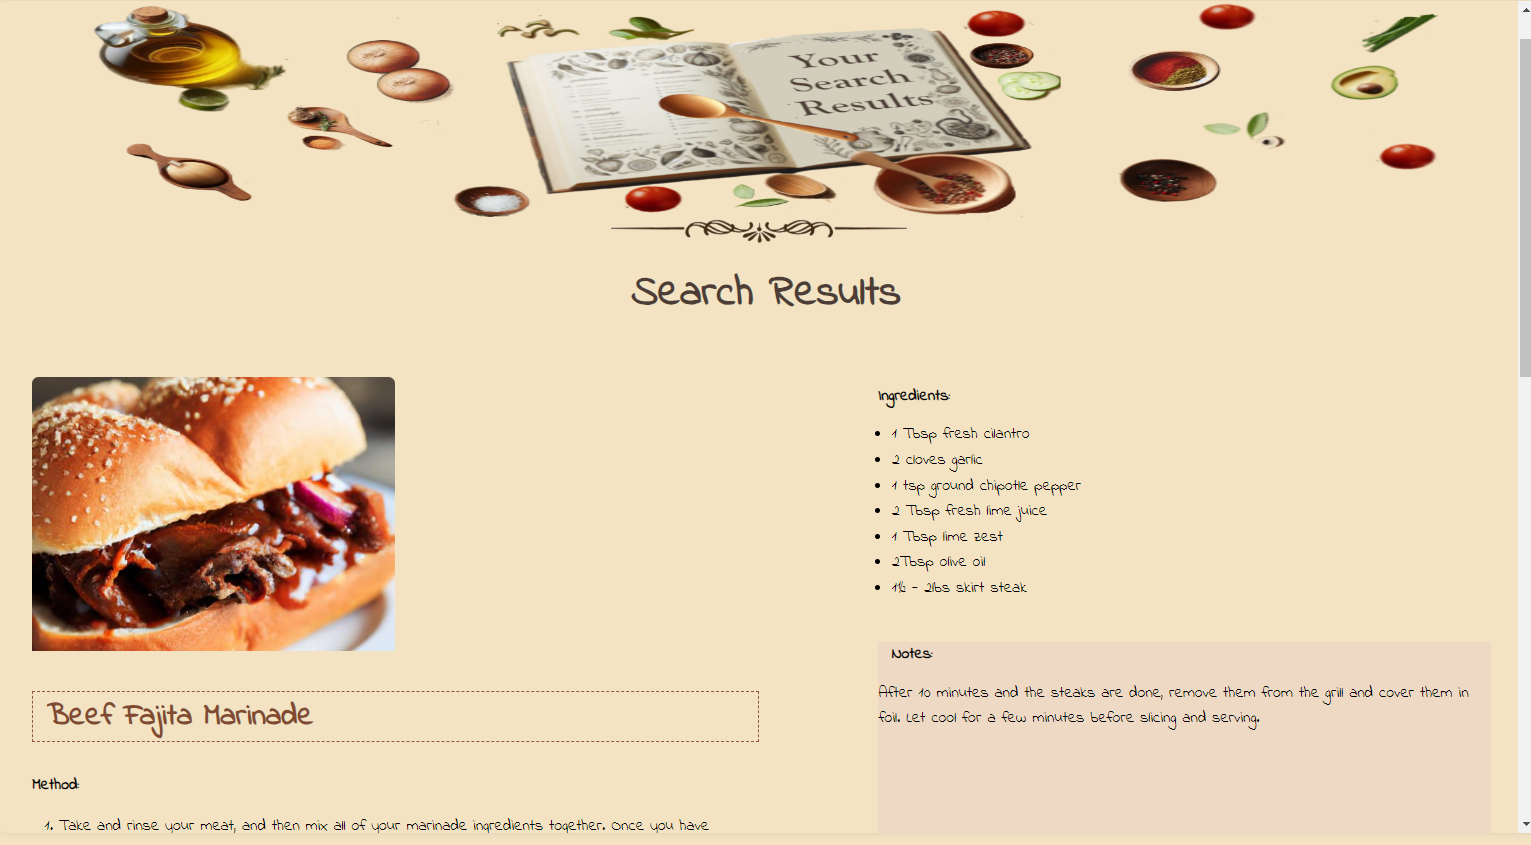 Your
Search
Results
Search Results
Beef Fajita Marinade
Method:
1. Take and rinse your meat, and then mix all of your marinade ingredients together. Once you have
Ingredients:
• 1 Tbsp fresh cilantro
• 2 cloves garlic
• 1 tsp ground chipotle pepper
• 2 Tbsp fresh lime juice
• 1 Tbsp lime zest
• 2Tbsp olive oil
• 1½ - 2lbs skirt steak
Notes:
After 10 minutes and the steaks are done, remove them from the grill and cover them in
foil. Let cool for a few minutes before slicing and serving.